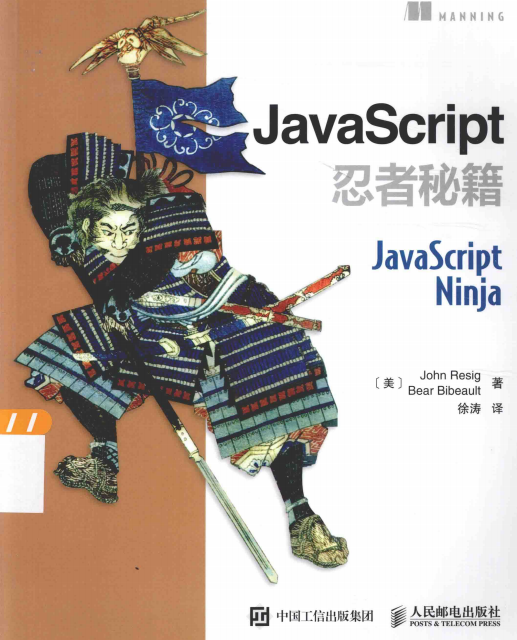 MANNING
JavaScript
忍者秘籍
JavaScript
Ninja
〔美〕 John Resig
Bear Bibeault 著
徐涛 译
中国工信出版集团
人民邮电出版社
POSTS & TELECOM PRESS